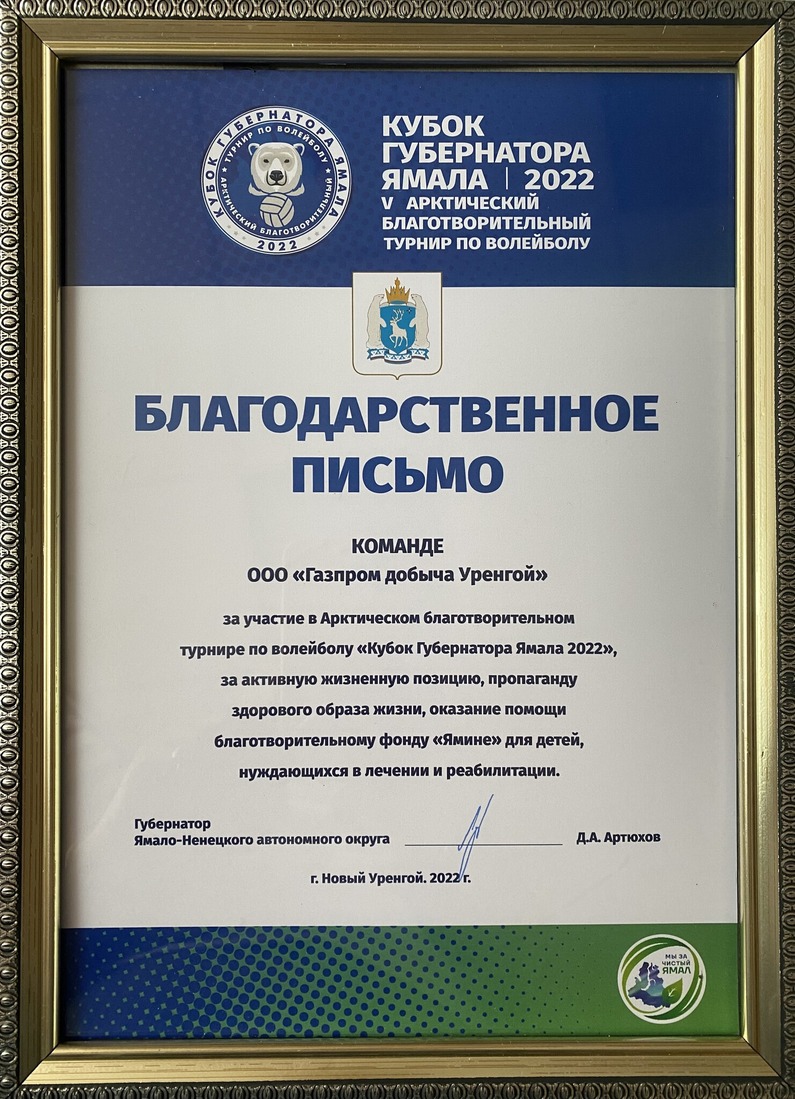 КУБОК ГУБЕРНАТОРА ЯМАЛА
ТУРНИР ПО ВОЛЕЙБОЛУ
АРКТИЧЕСКИЙ БЛАГОТВОРИТЕЛЬНЫЙ
2022
КУБОК
ГУБЕРНАТОРА
ЯМАЛА | 2022
V АРКТИЧЕСКИЙ
БЛАГОТВОРИТЕЛЬНЫЙ
ТУРНИР ПО ВОЛЕЙБОЛУ
БЛАГОДАРСТВЕННОЕ
ПИСЬМО
КОМАНДЕ
ООО «Газпром добыча Уренгой»
за участие в Арктическом благотворительном
турнире по волейболу «Кубок Губернатора Ямала 2022»,
за активную жизненную позицию, пропаганду
здорового образа жизни, оказание помощи
благотворительному фонду «Ямине» для детей,
нуждающихся в лечении и реабилитации.
Губернатор
Ямало-Ненецкого автономного округа
Д.А. Артюхов
г. Новый Уренгой. 2022 г.
МЫ ЗА
ЧИСТЫЙ
ЯМАЛ